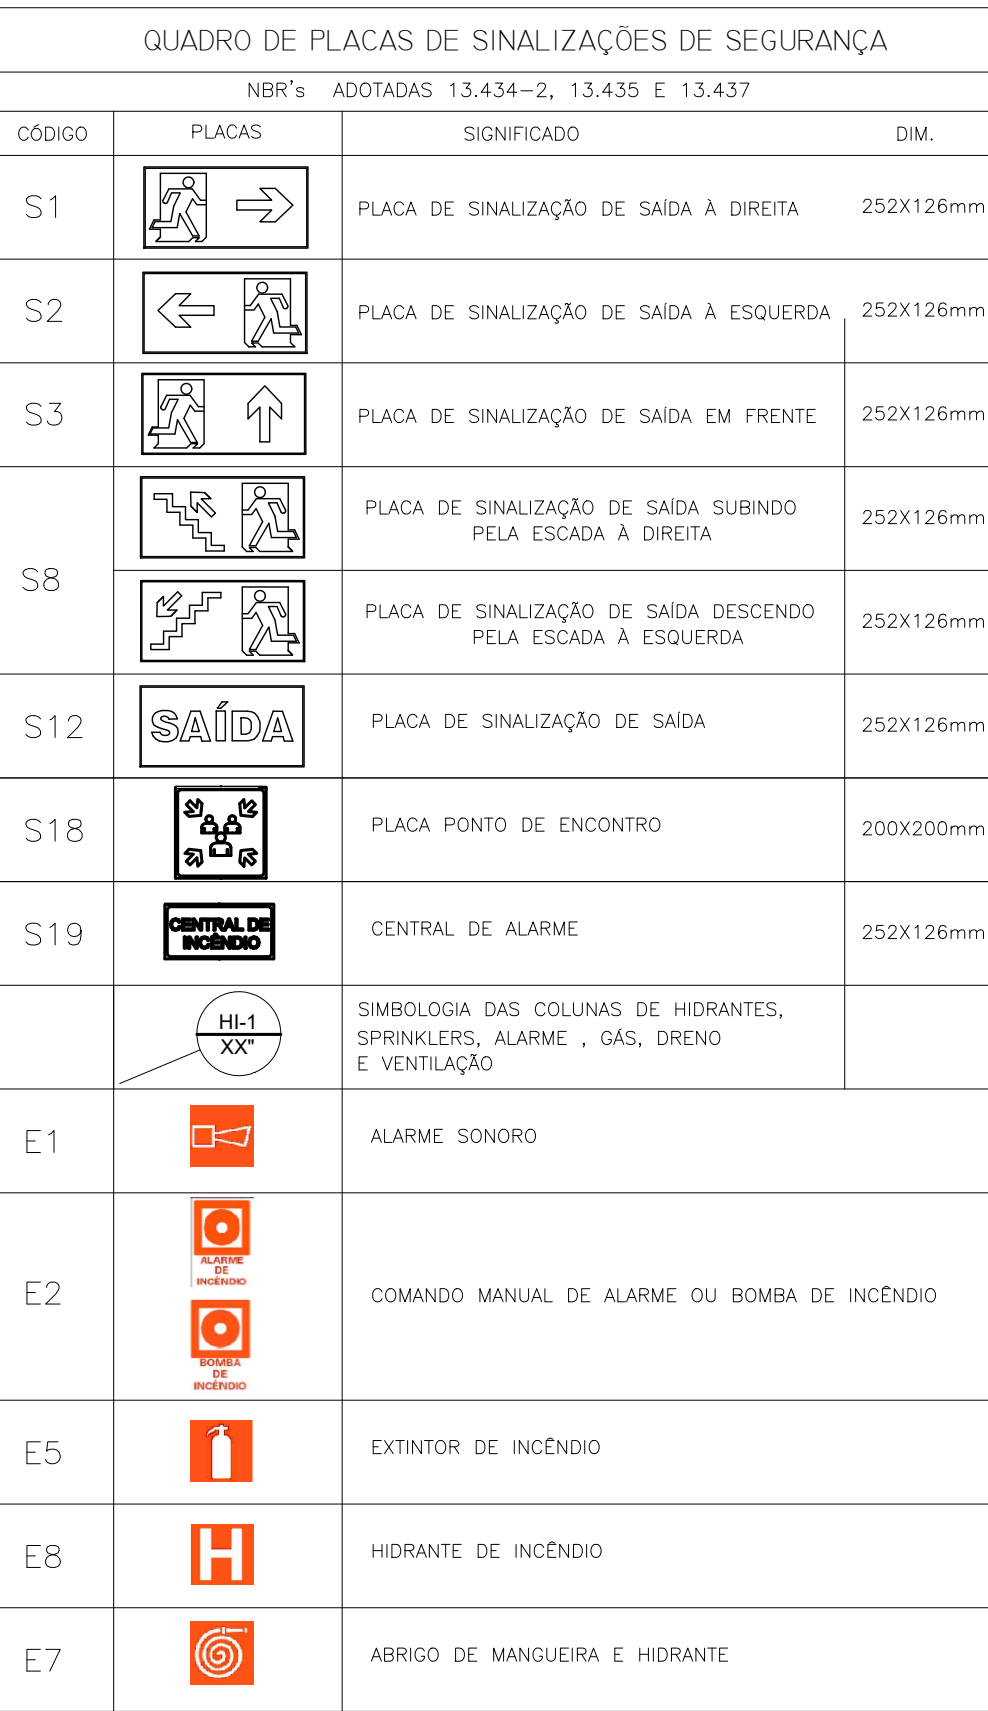 QUADRO DE PLACAS DE SINALIZAÇÕES DE SEGURANÇA
NBR's ADOTADAS 13.434-2, 13.435 E 13.437
CÓDIGO PLACAS SIGNIFICADO DIM.
S1 PLACA DE SINALIZAÇÃO DE SAÍDA À DIREITA 252X126mm
S2 PLACA DE SINALIZAÇÃO DE SAÍDA À ESQUERDA 252X126mm
S3 PLACA DE SINALIZAÇÃO DE SAÍDA EM FRENTE 252X126mm
S8
PLACA DE SINALIZAÇÃO DE SAÍDA SUBINDO
PELA ESCADA À DIREITA
252X126mm
PLACA DE SINALIZAÇÃO DE SAÍDA DESCENDO
PELA ESCADA À ESQUERDA
252X126mm
S12 SAÍDA PLACA DE SINALIZAÇÃO DE SAÍDA 252X126mm
S18 PLACA PONTO DE ENCONTRO 200X200mm
S19
CENTRAL DE
INCÊNDIO
CENTRAL DE ALARME 252X126mm
HI-1
XX"
SIMBOLOGIA DAS COLUNAS DE HIDRANTES,
SPRINKLERS, ALARME , GÁS, DRENO
E VENTILAÇÃO
E1 ALARME SONORO
E2
ALARME
DE
INCÊNDIO
BOMBA
DE
INCÊNDIO
COMANDO MANUAL DE ALARME OU BOMBA DE INCÊNDIO
E5 EXTINTOR DE INCÊNDIO
E8 H HIDRANTE DE INCÊNDIO
E7 ABRIGO DE MANGUEIRA E HIDRANTE